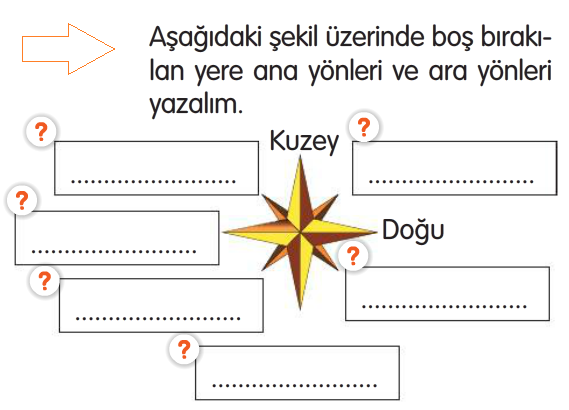 Aşağıdaki şekil üzerinde boş bırakı-
lan yere ana yönleri ve ara yönleri
yazalım.
? Kuzey ?
........................ ........................
?
........................ Doğu
? ?
........................ ........................
?
........................